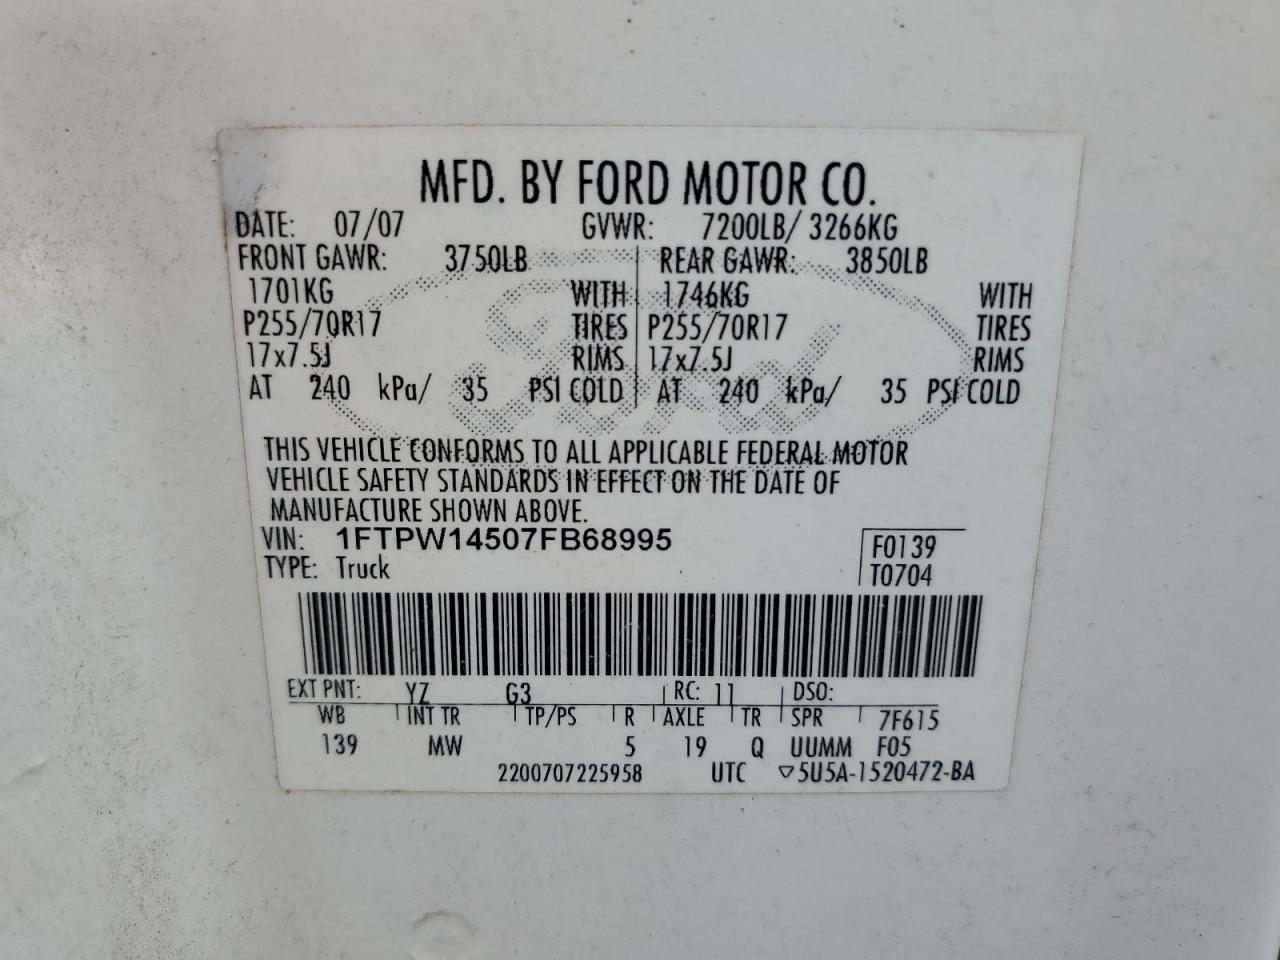 MFD. BY FORD MOTOR CO.
DATE: 07/07 GVWR: 7200LB/ 3266KG
FRONT GAWR: 3750LB REAR GAWR: 3850LB
1701KG WITH 1746KG WITH
P255/70R17 TIRES P255/70R17 TIRES
17x7.5J RIMS 17x7.5J RIMS
AT 240 kPa/ 35 PSI COLD AT 240 kPa/ 35 PSI COLD
Ford
THIS VEHICLE CONFORMS TO ALL APPLICABLE FEDERAL MOTOR
VEHICLE SAFETY STANDARDS IN EFFECT ON THE DATE OF
MANUFACTURE SHOWN ABOVE.
VIN: 1FTPW14507FB68995 F0139
TYPE: Truck T0704
EXT PNT: YZ G3 RC: 11 DSO:
WB INT TR TP/PS R AXLE TR SPR 7F615
139 MW 5 19 Q UUMM F05
2200707225958 UTC ▽5U5A-1520472-BA